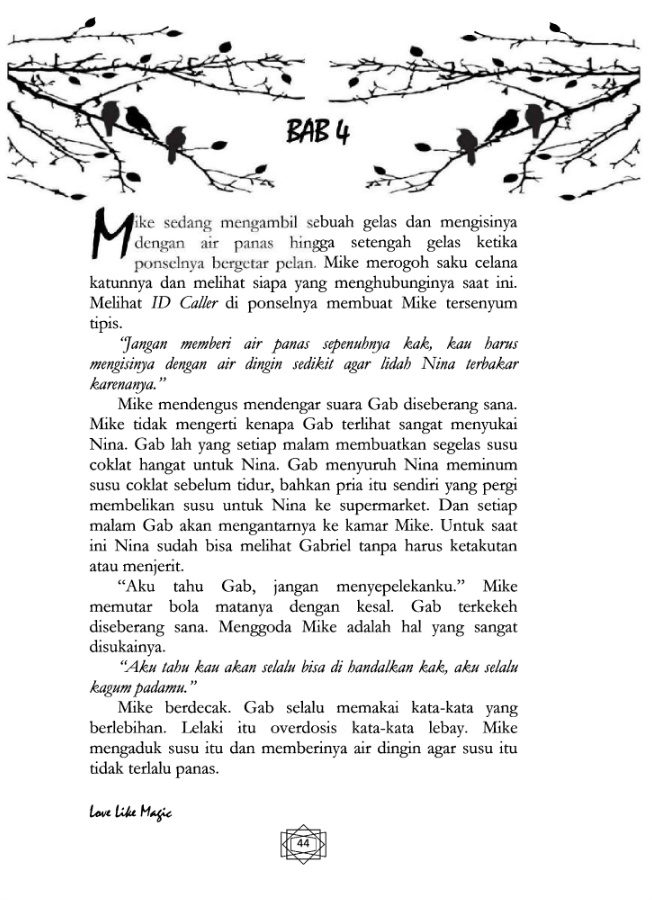 BAB 4
Mike sedang mengambil sebuah gelas dan mengisinya
dengan air panas hingga setengah gelas ketika
ponselnya bergetar pelan. Mike merogoh saku celana
katunnya dan melihat siapa yang menghubunginya saat ini.
Melihat ID Caller di ponselnya membuat Mike tersenyum
tipis.
“Jangan memberi air panas sepenuhnya kak, kau harus
mengisinya dengan air dingin sedikit agar lidah Nina terbakar
karenanya.”
Mike mendengus mendengar suara Gab diseberang sana.
Mike tidak mengerti kenapa Gab terlihat sangat menyukai
Nina. Gab lah yang setiap malam membuatkan segelas susu
coklat hangat untuk Nina. Gab menyuruh Nina meminum
susu coklat sebelum tidur, bahkan pria itu sendiri yang pergi
membelikan susu untuk Nina ke supermarket. Dan setiap
malam Gab akan mengantarnya ke kamar Mike. Untuk saat
ini Nina sudah bisa melihat Gabriel tanpa harus ketakutan
atau menjerit.
“Aku tahu Gab, jangan menyepelekanku.” Mike
memutar bola matanya dengan kesal. Gab terkekeh
diseberang sana. Menggoda Mike adalah hal yang sangat
disukainya.
“Aku tahu kau akan selalu bisa di handalkan kak, aku selalu
kagum padamu.”
Mike berdecak. Gab selalu memakai kata-kata yang
berlebihan. Lelaki itu overdosis kata-kata lebay. Mike
mengaduk susu itu dan memberinya air dingin agar susu itu
tidak terlalu panas.
Love Like Magic
44